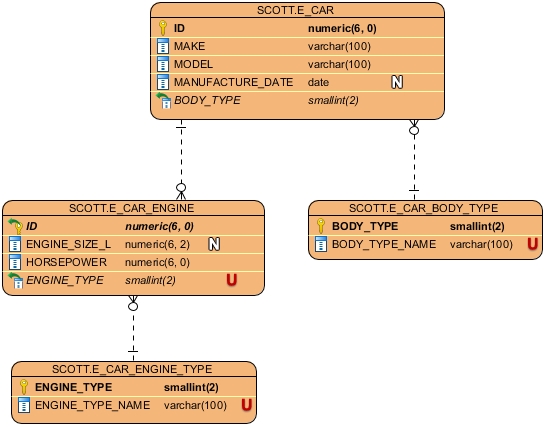 SCOTT.E_CAR
ID numeric(6, 0)
MAKE varchar(100)
MODEL varchar(100)
MANUFACTURE_DATE date N
BODY_TYPE smallint(2)
SCOTT.E_CAR_ENGINE
ID numeric(6, 0)
ENGINE_SIZE_L numeric(6, 2) N
HORSEPOWER numeric(6, 0)
ENGINE_TYPE smallint(2) U
SCOTT.E_CAR_BODY_TYPE
BODY_TYPE smallint(2)
BODY_TYPE_NAME varchar(100) U
SCOTT.E_CAR_ENGINE_TYPE
ENGINE_TYPE smallint(2)
ENGINE_TYPE_NAME varchar(100) U